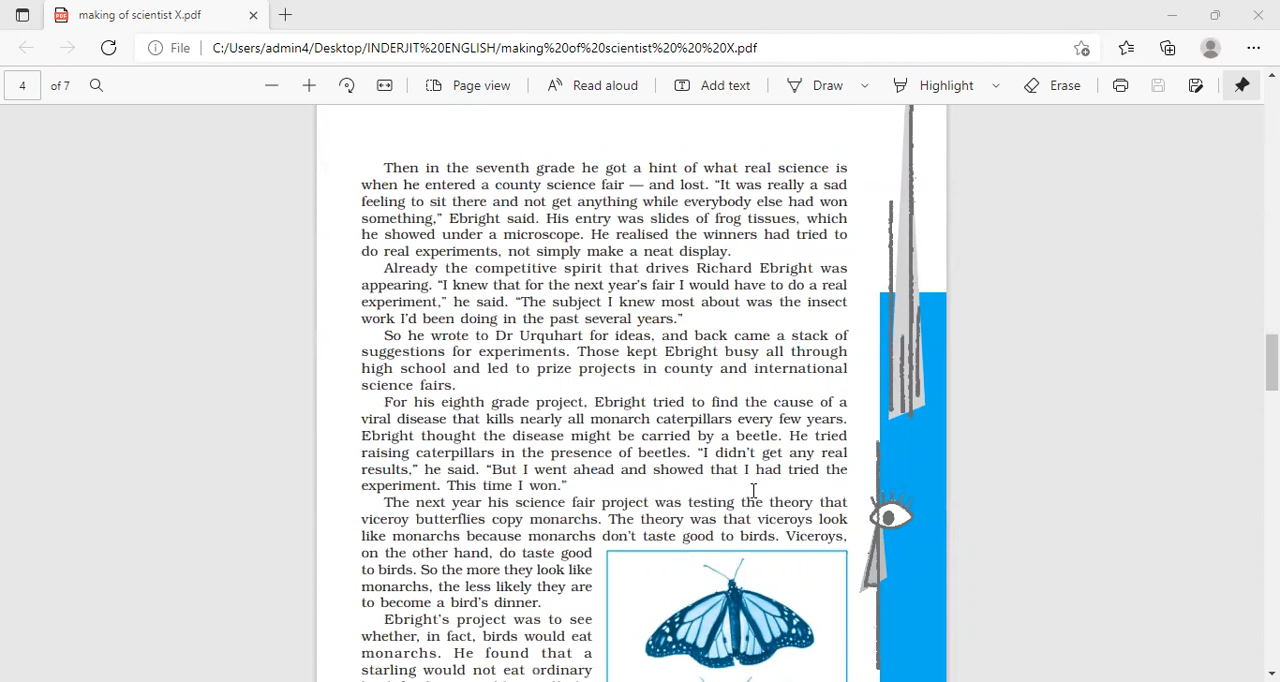 making of scientist X.pdf
File
C:/Users/admin4/Desktop/INDERJIT%20ENGLISH/making%20of%20scientist%20%20%20X.pdf
4 of 7
Page view
Read aloud
Add text
Draw
Highlight
Erase
Then in the seventh grade he got a hint of what real science is
when he entered a county science fair — and lost. “It was really a sad
feeling to sit there and not get anything while everybody else had won
something,” Ebright said. His entry was slides of frog tissues, which
he showed under a microscope. He realised the winners had tried to
do real experiments, not simply make a neat display.
Already the competitive spirit that drives Richard Ebright was
appearing. “I knew that for the next year’s fair I would have to do a real
experiment,” he said. “The subject I knew most about was the insect
work I’d been doing in the past several years.”
So he wrote to Dr Urquhart for ideas, and back came a stack of
suggestions for experiments. Those kept Ebright busy all through
high school and led to prize projects in county and international
science fairs.
For his eighth grade project, Ebright tried to find the cause of a
viral disease that kills nearly all monarch caterpillars every few years.
Ebright thought the disease might be carried by a beetle. He tried
raising caterpillars in the presence of beetles. “I didn’t get any real
results,” he said. “But I went ahead and showed that I had tried the
experiment. This time I won.”
The next year his science fair project was testing the theory that
viceroy butterflies copy monarchs. The theory was that viceroys look
like monarchs because monarchs don’t taste good to birds. Viceroys,
on the other hand, do taste good
to birds. So the more they look like
monarchs, the less likely they are
to become a bird’s dinner.
Ebright’s project was to see
whether, in fact, birds would eat
monarchs. He found that a
starling would not eat ordinary